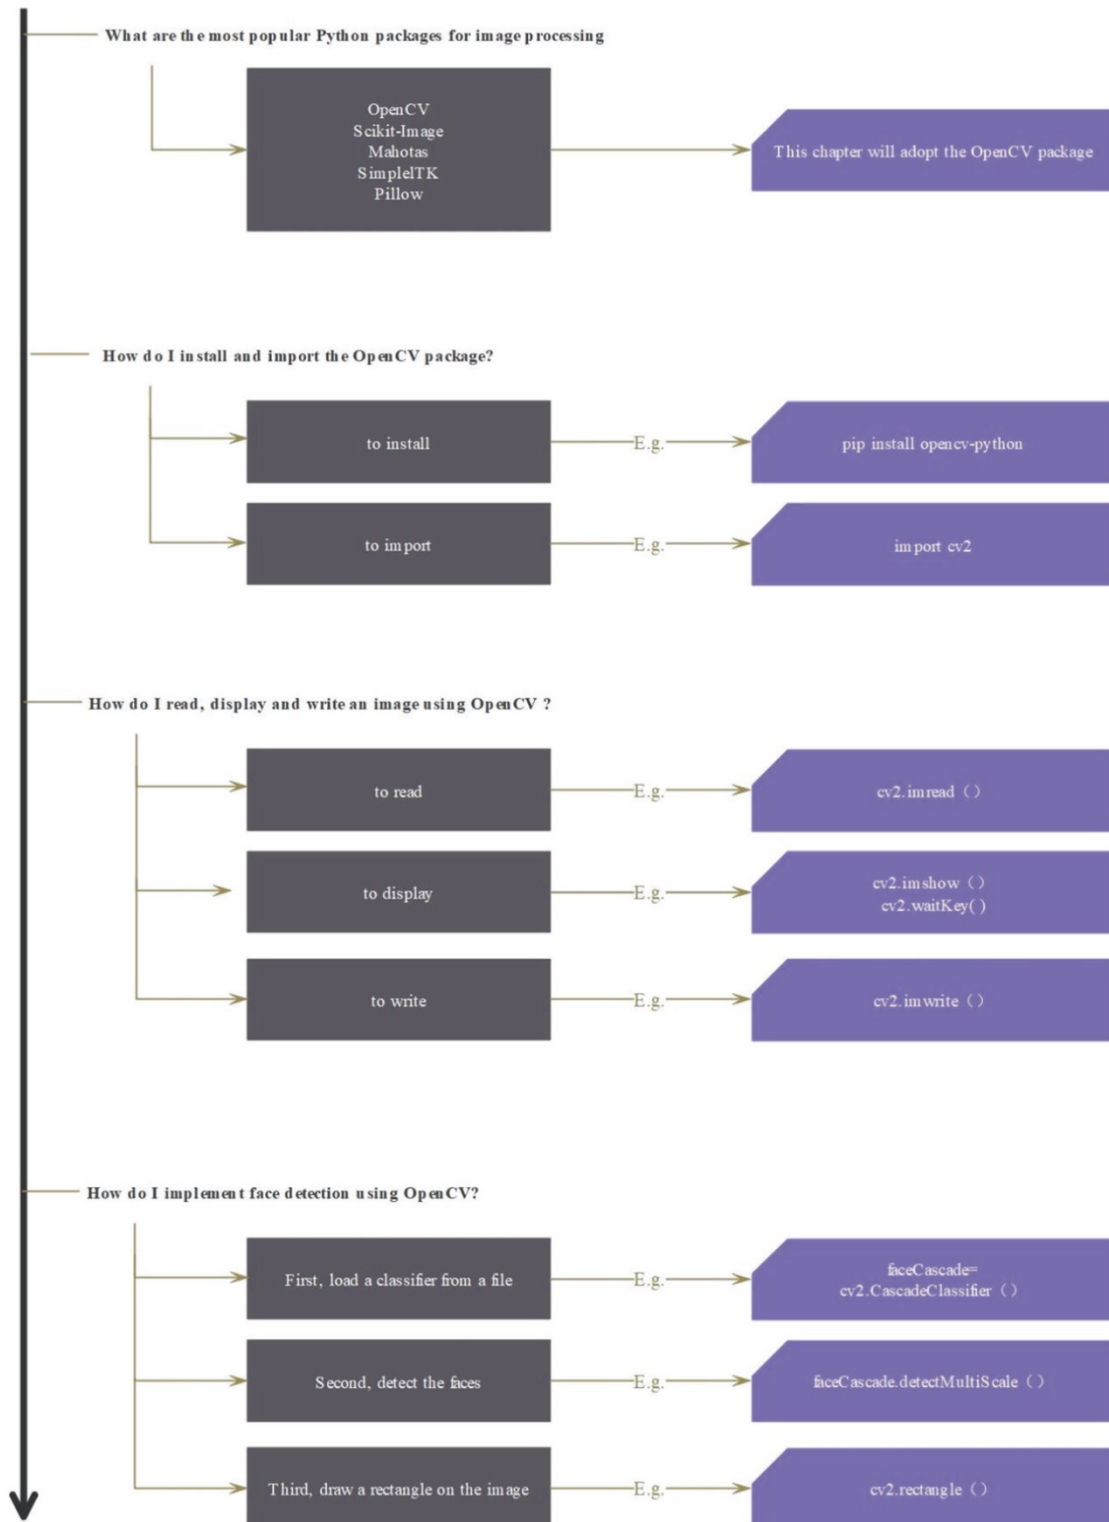 What are the most popular Python packages for image processing
OpenCV
Scikit-Image
Mahotas
SimplelTK
Pillow
This chapter will adopt the OpenCV package
How do I install and import the OpenCV package?
to install
E.g.
pip install opencv-python
to import
E.g.
import cv2
How do I read, display and write an image using OpenCV ?
to read
E.g.
cv2.imread（）
to display
E.g.
cv2.imshow（）
cv2.waitKey( )
to write
E.g.
cv2.imwrite（）
How do I implement face detection using OpenCV?
First, load a classifier from a file
E.g.
faceCascade=
cv2.CascadeClassifier（）
Second, detect the faces
E.g.
faceCascade.detectMultiScale（）
Third, draw a rectangle on the image
E.g.
cv2.rectangle（）